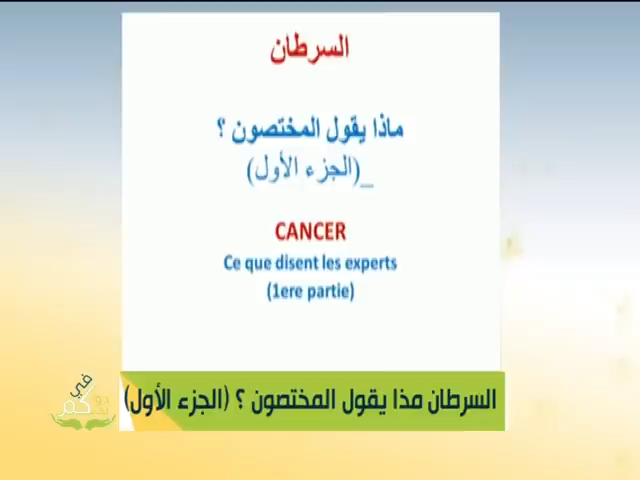 السرطان
ماذا يقول المختصون ؟
_(الجزء الأول)
CANCER
Ce que disent les experts
(1ere partie)
السرطان مذا يقول المختصون ؟ (الجزء الأول)
في